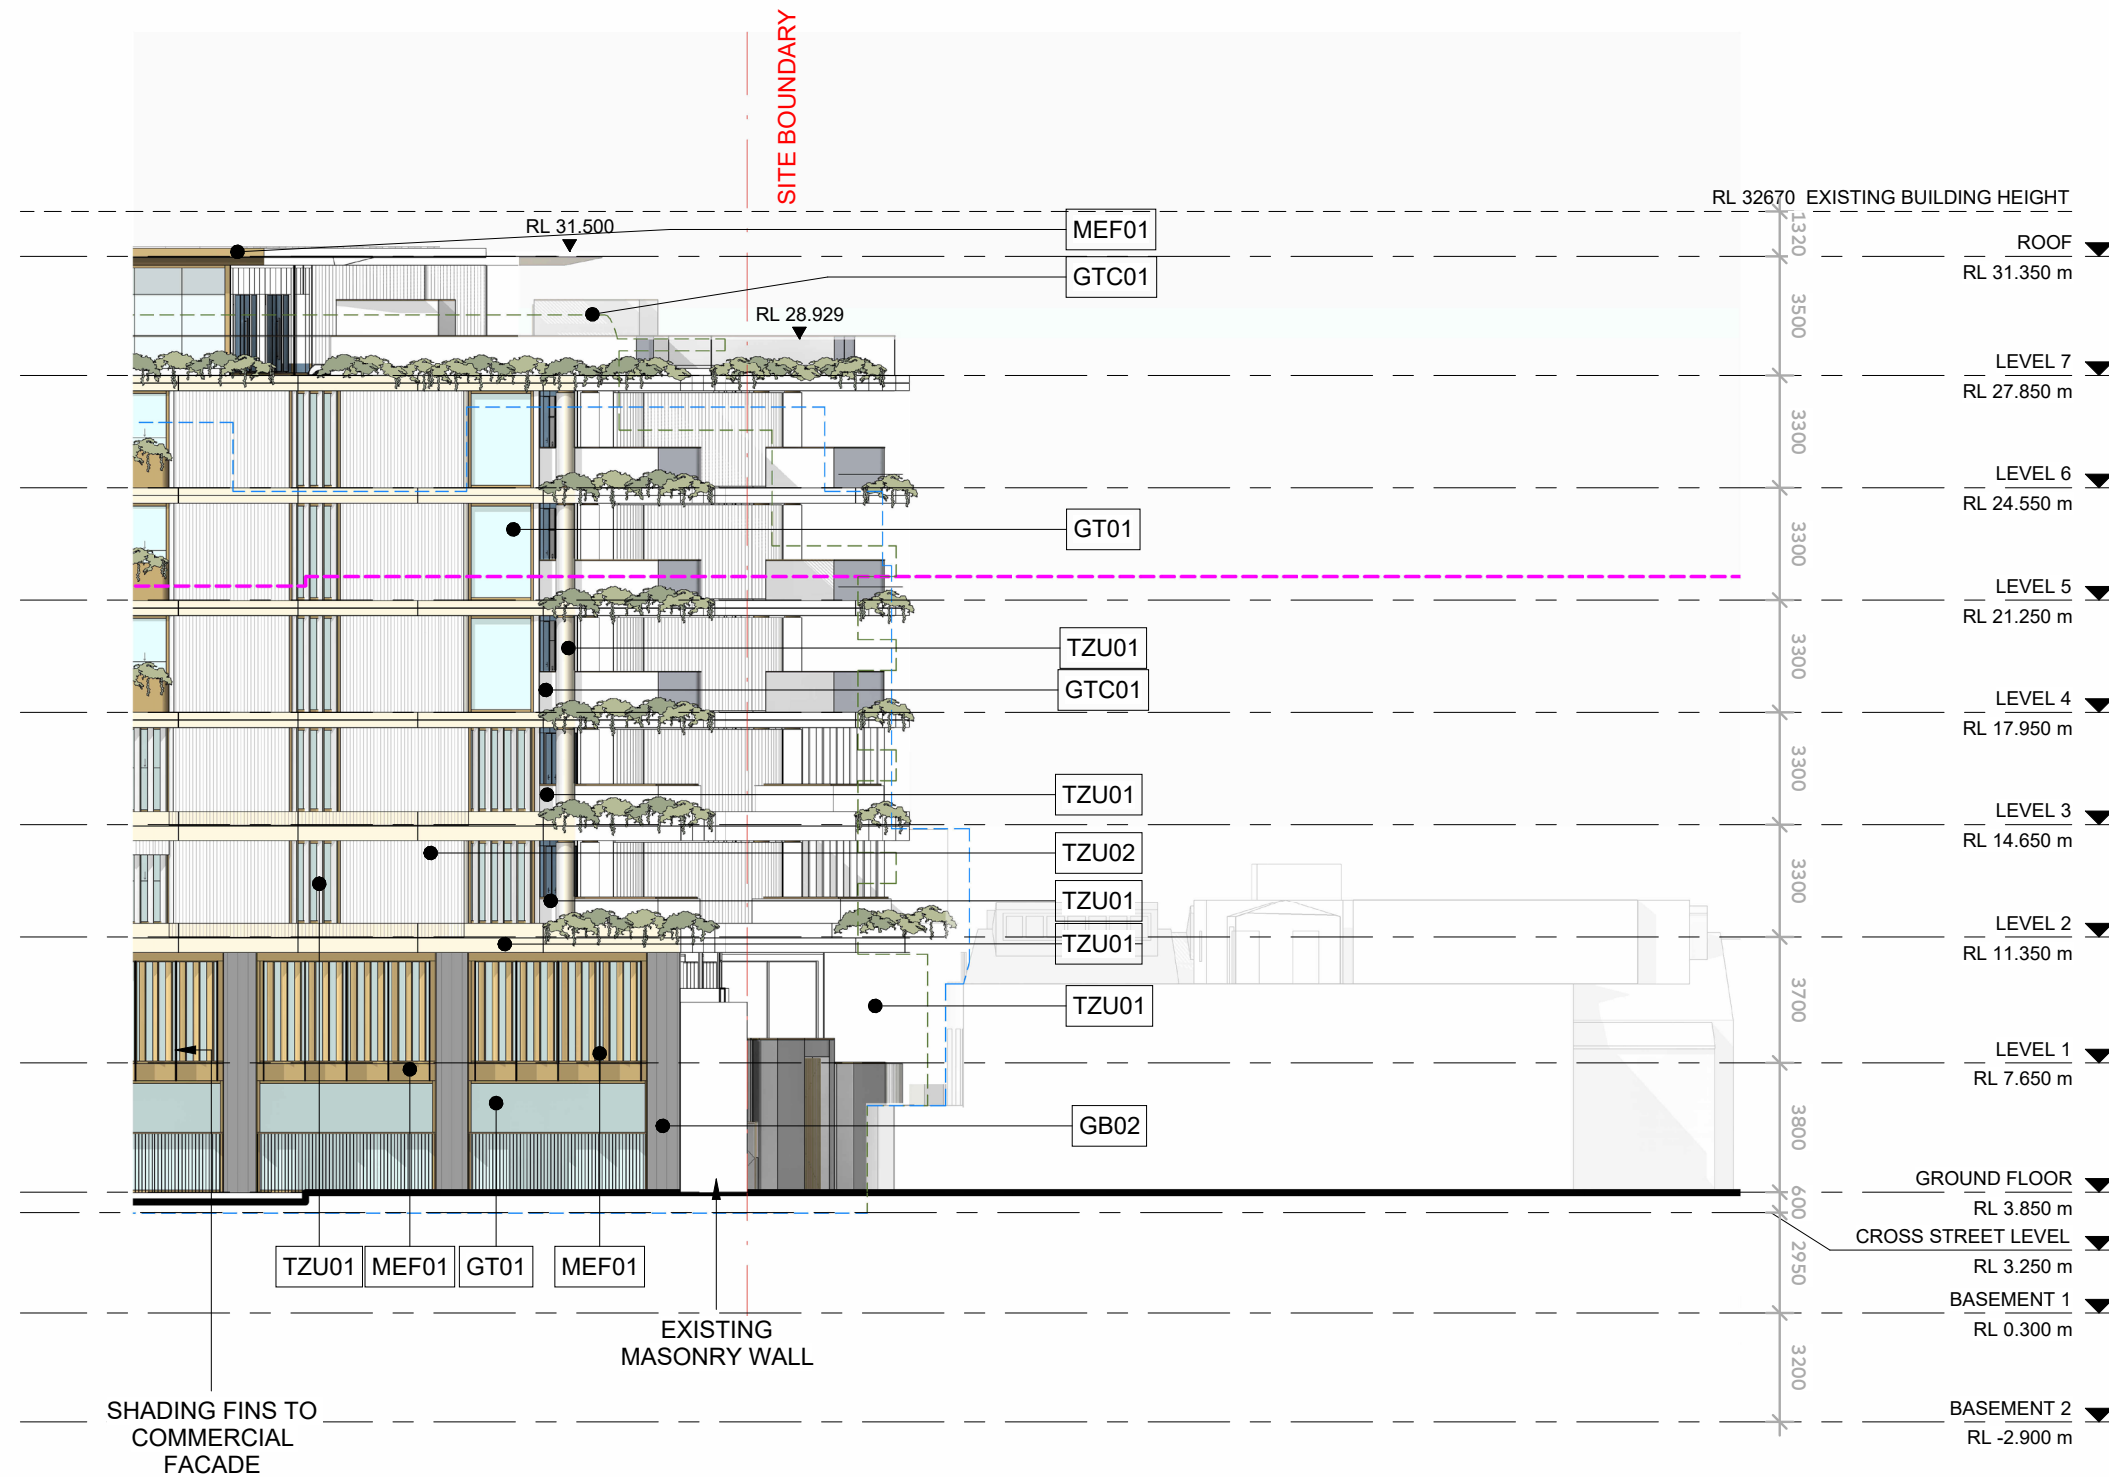 SITE BOUNDARY
RL 32670 EXISTING BUILDING HEIGHT
1320
RL 31.500
MEF01
ROOF
RL 31.350 m
GTC01
3500
RL 28.929
LEVEL 7
RL 27.850 m
3300
LEVEL 6
RL 24.550 m
GT01
3300
LEVEL 5
RL 21.250 m
TZU01
3300
GTC01
LEVEL 4
RL 17.950 m
3300
TZU01
LEVEL 3
RL 14.650 m
TZU02
3300
TZU01
LEVEL 2
TZU01
RL 11.350 m
TZU01
3700
LEVEL 1
RL 7.650 m
GB02
3800
GROUND FLOOR
RL 3.850 m
600
CROSS STREET LEVEL
RL 3.250 m
TZU01
MEF01
GT01
MEF01
2950
BASEMENT 1
RL 0.300 m
EXISTING
MASONRY WALL
3200
SHADING FINS TO
COMMERCIAL
FACADE
BASEMENT 2
RL -2.900 m